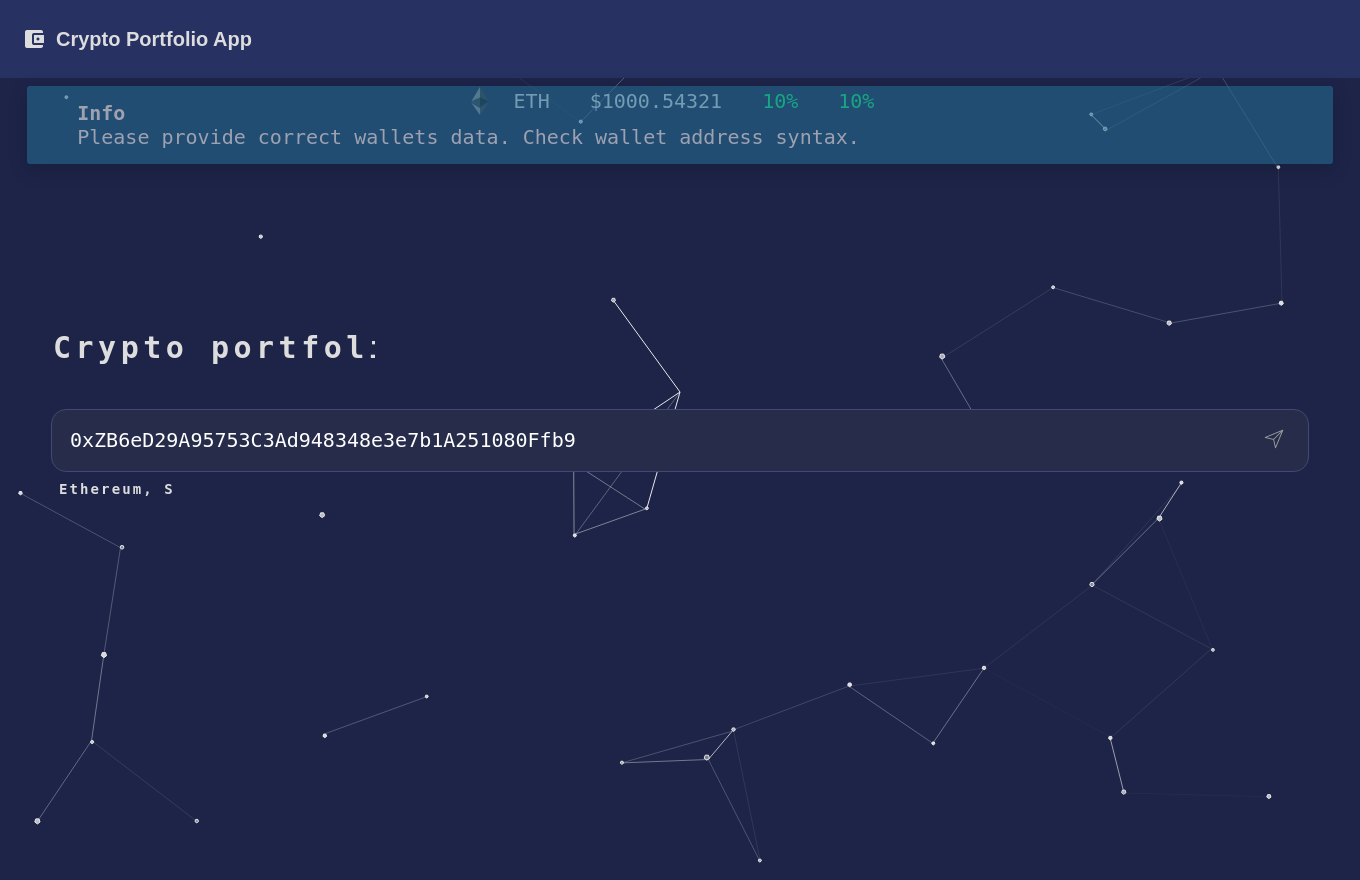 Crypto Portfolio App
ETH $1000.54321 10% 10%
Info
Please provide correct wallets data. Check wallet address syntax.
Crypto portfol:
0xZB6eD29A95753C3Ad948348e3e7b1A251080Ffb9
Ethereum, S